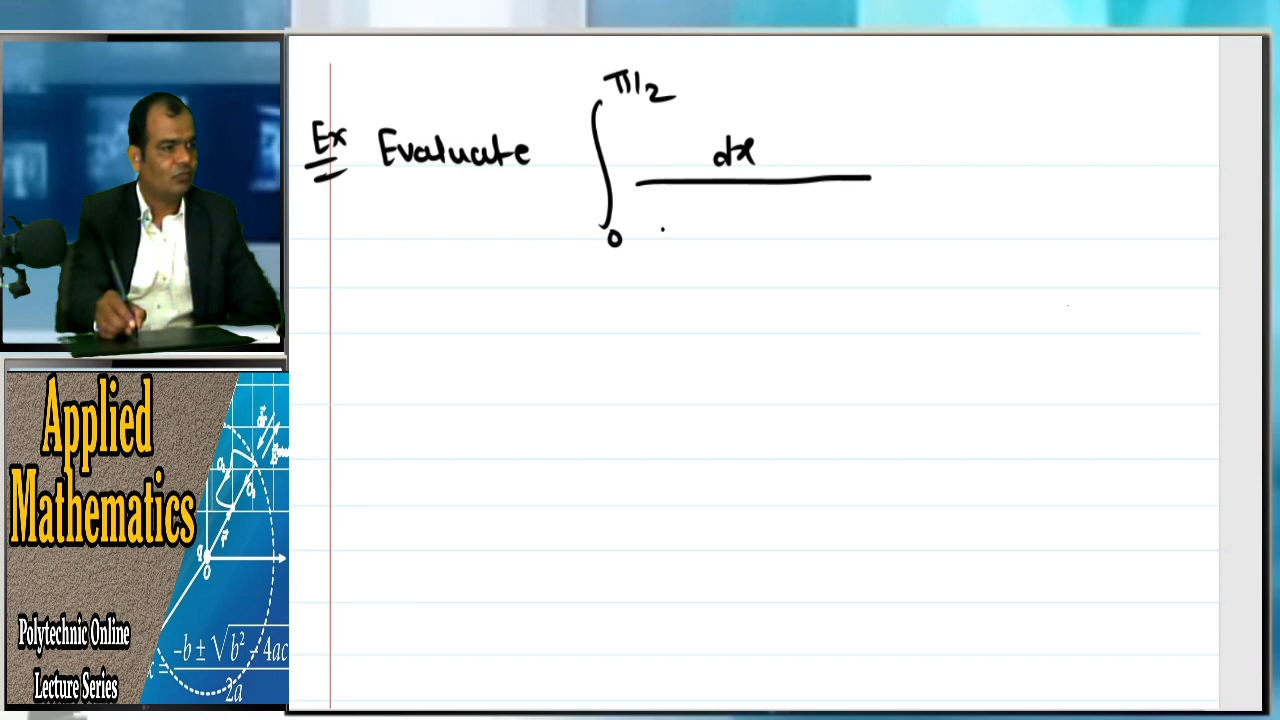 Ex Evaluate ∫₀^π/2 dx
Applied
Mathematics
Polytechnic Online
Lecture Series
-b ± √b² - 4ac
2a